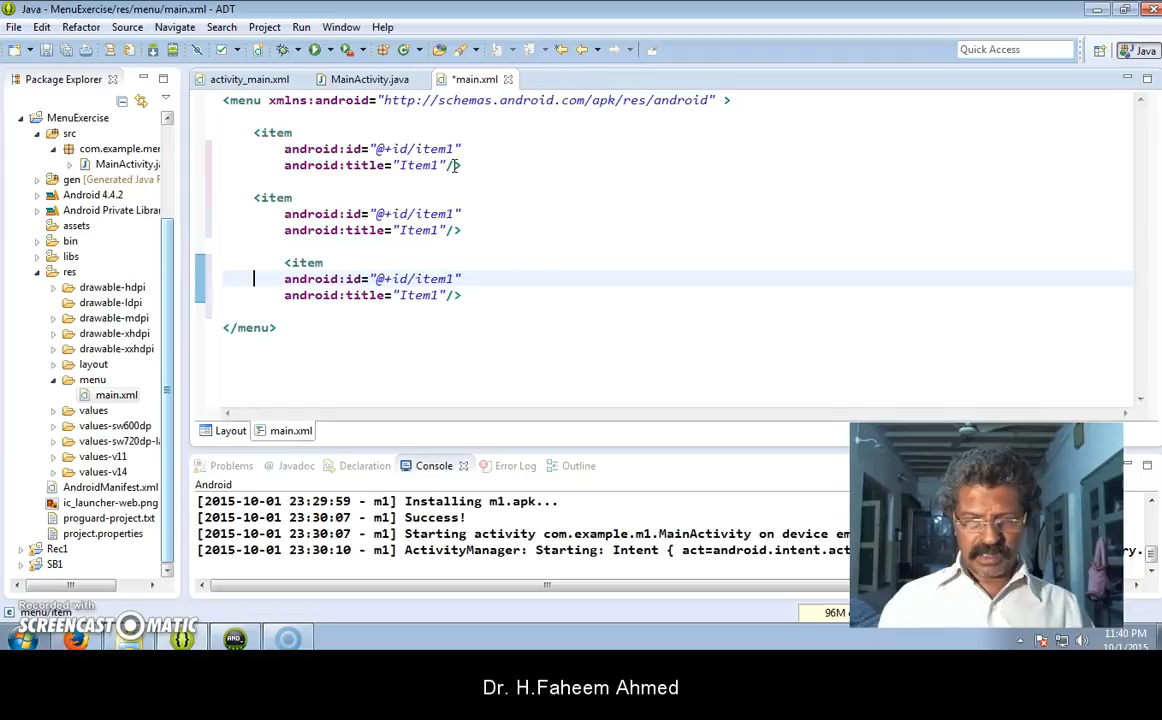 Java - MenuExercise/res/menu/main.xml - ADT
File Edit Refactor Source Navigate Search Project Run Window Help
Quick Access
Java
Package Explorer
activity_main.xml MainActivity.java *main.xml
MenuExercise
src
com.example.mer
MainActivity.ja
gen [Generated Java F
Android 4.4.2
Android Private Librar
assets
bin
libs
res
drawable-hdpi
drawable-ldpi
drawable-mdpi
drawable-xhdpi
drawable-xxhdpi
layout
menu
main.xml
values
values-sw600dp
values-sw720dp-la
values-v11
values-v14
AndroidManifest.xml
ic_launcher-web.png
proguard-project.txt
project.properties
Rec1
SB1
<menu xmlns:android="http://schemas.android.com/apk/res/android" >
<item
android:id="@+id/item1"
android:title="Item1"/>
<item
android:id="@+id/item1"
android:title="Item1"/>
<item
android:id="@+id/item1"
android:title="Item1"/>
</menu>
Layout main.xml
Problems Javadoc Declaration Console Error Log Outline
Android
[2015-10-01 23:29:59 - m1] Installing m1.apk...
[2015-10-01 23:30:07 - m1] Success!
[2015-10-01 23:30:07 - m1] Starting activity com.example.m1.MainActivity on device em
[2015-10-01 23:30:10 - m1] ActivityManager: Starting: Intent { act=android.intent.act
menu/item
96M
RECORDED WITH
SCREENCAST MATIC
11:40 PM
10/1/2015
Dr. H.Faheem Ahmed